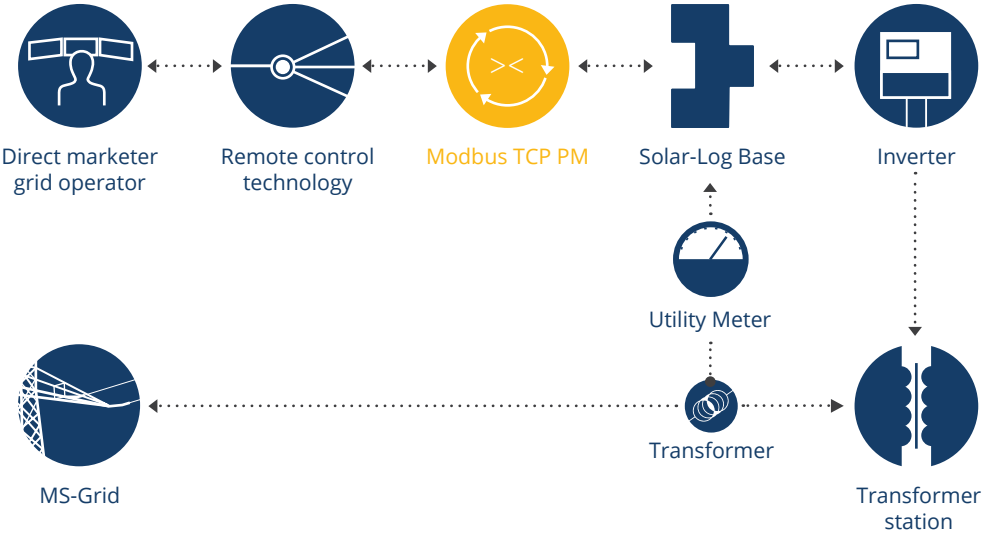 Direct marketer
grid operator
Remote control
technology
> <
Modbus TCP PM
Solar-Log Base
Inverter
Utility Meter
Transformer
MS-Grid
Transformer
station